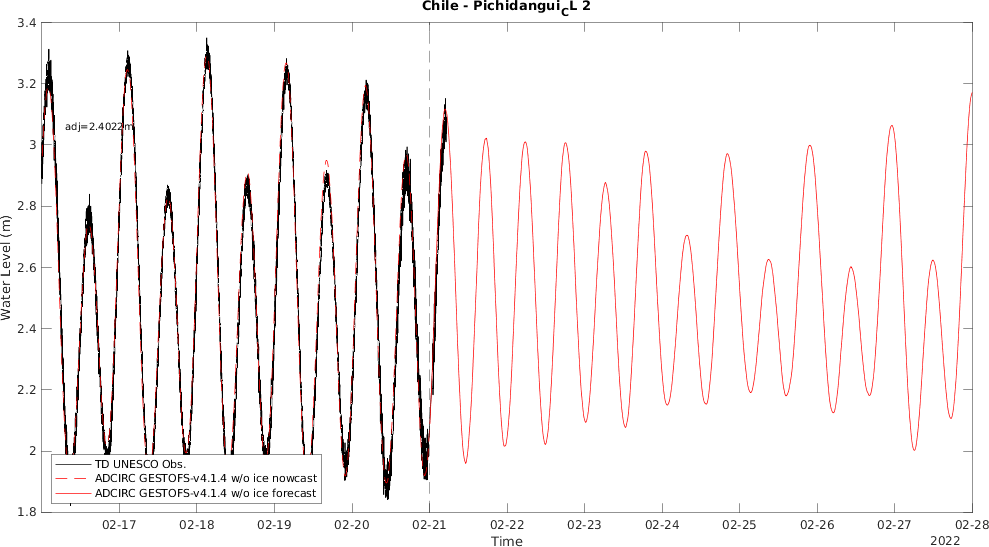 Chile - PichidanguiCL 2
3.4
3.2
3
2.8
2.6
2.4
2.2
2
1.8
Water Level (m)
adj=2.4022m
TD UNESCO Obs.
ADCIRC GESTOFS-v4.1.4 w/o ice nowcast
ADCIRC GESTOFS-v4.1.4 w/o ice forecast
02-17 02-18 02-19 02-20 02-21 02-22 02-23 02-24 02-25 02-26 02-27 02-28
Time
2022